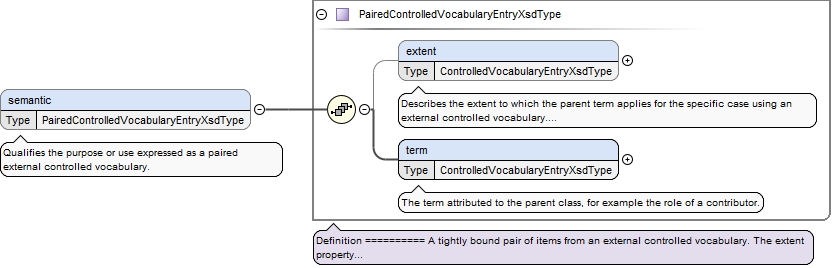 PairedControlledVocabularyEntryXsdType
extent
Type ControlledVocabularyEntryXsdType
Describes the extent to which the parent term applies for the specific case using an
external controlled vocabulary....
semantic
Type PairedControlledVocabularyEntryXsdType
Qualifies the purpose or use expressed as a paired
external controlled vocabulary.
term
Type ControlledVocabularyEntryXsdType
The term attributed to the parent class, for example the role of a contributor.
Definition ========== A tightly bound pair of items from an external controlled vocabulary. The extent
property...